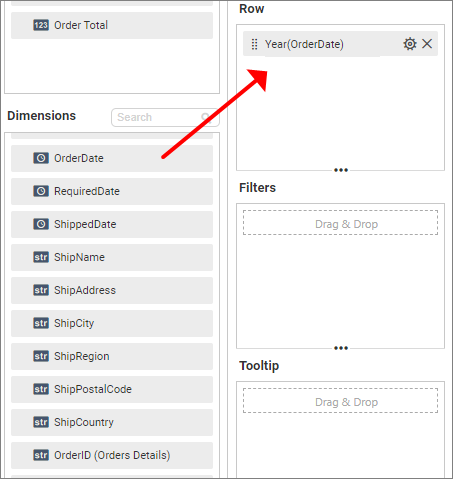 123 Order Total
Dimensions
Search
OrderDate
RequiredDate
ShippedDate
str ShipName
str ShipAddress
str ShipCity
str ShipRegion
str ShipPostalCode
str ShipCountry
str OrderID (Orders Details)
Row
Year(OrderDate)
Filters
Drag & Drop
Tooltip
Drag & Drop